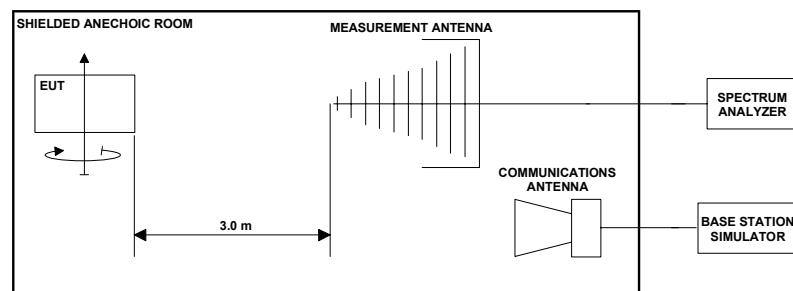 SHIELDED ANECHOIC ROOM
MEASUREMENT ANTENNA
EUT
SPECTRUM
ANALYZER
COMMUNICATIONS
ANTENNA
3.0 m
BASE STATION
SIMULATOR